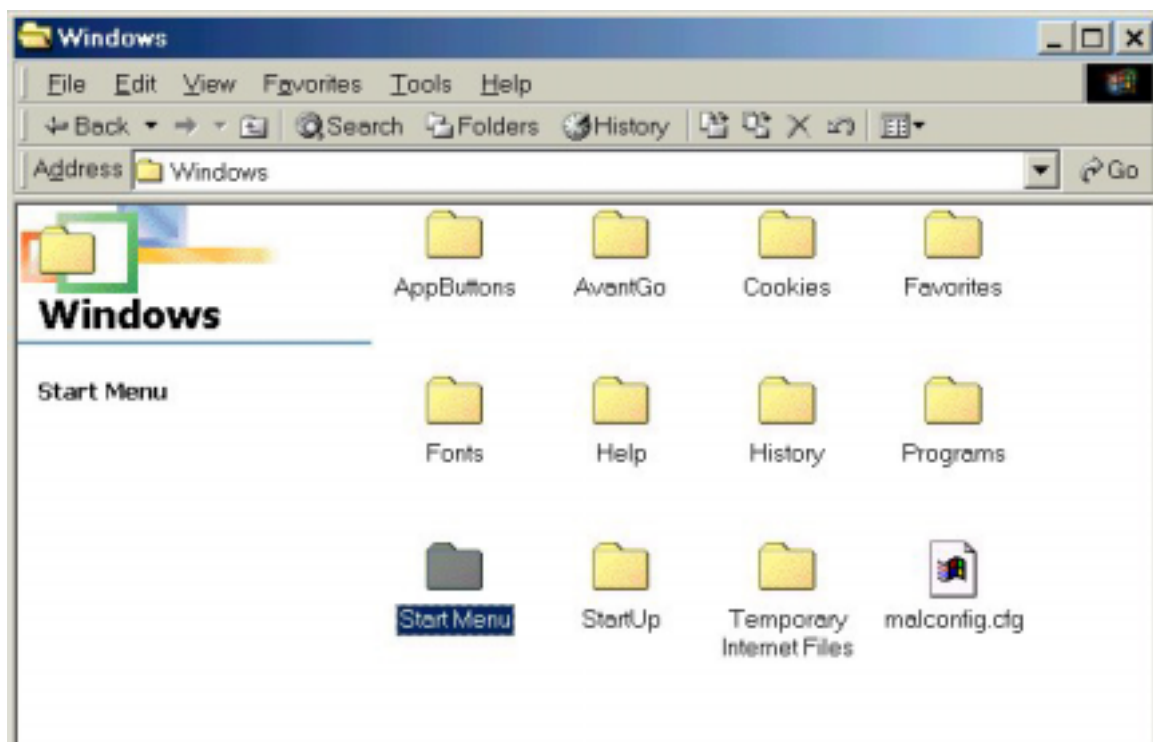 Windows
File Edit View Favorites Tools Help
Back Search Folders History
Address Windows Go
Windows
Start Menu
AppButtons AvantGo Cookies Favorites
Fonts Help History Programs
Start Menu StartUp Temporary Internet Files malconfig.cfg